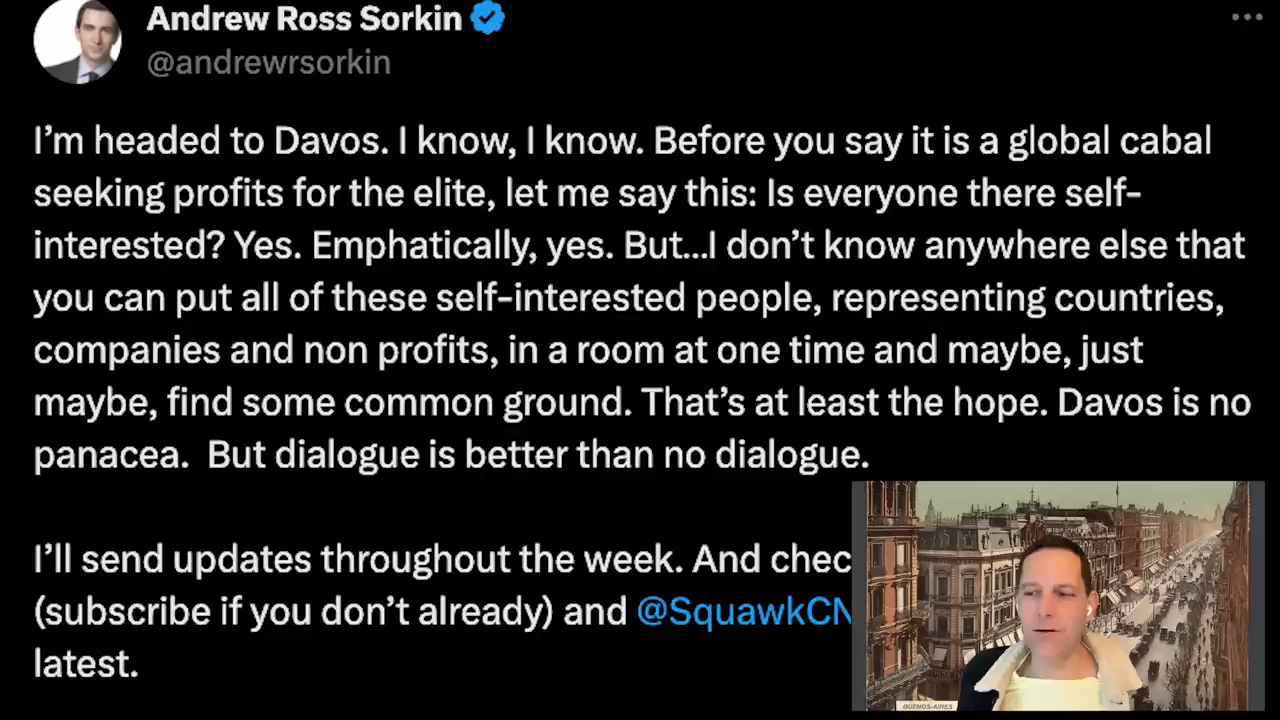 Andrew Ross Sorkin
@andrewrsorkin
I'm headed to Davos. I know, I know. Before you say it is a global cabal
seeking profits for the elite, let me say this: Is everyone there self-
interested? Yes. Emphatically, yes. But...I don't know anywhere else that
you can put all of these self-interested people, representing countries,
companies and non profits, in a room at one time and maybe, just
maybe, find some common ground. That's at least the hope. Davos is no
panacea.  But dialogue is better than no dialogue.
I'll send updates throughout the week. And chec
(subscribe if you don't already) and @SquawkCN
latest.
BUENOS-AIRES